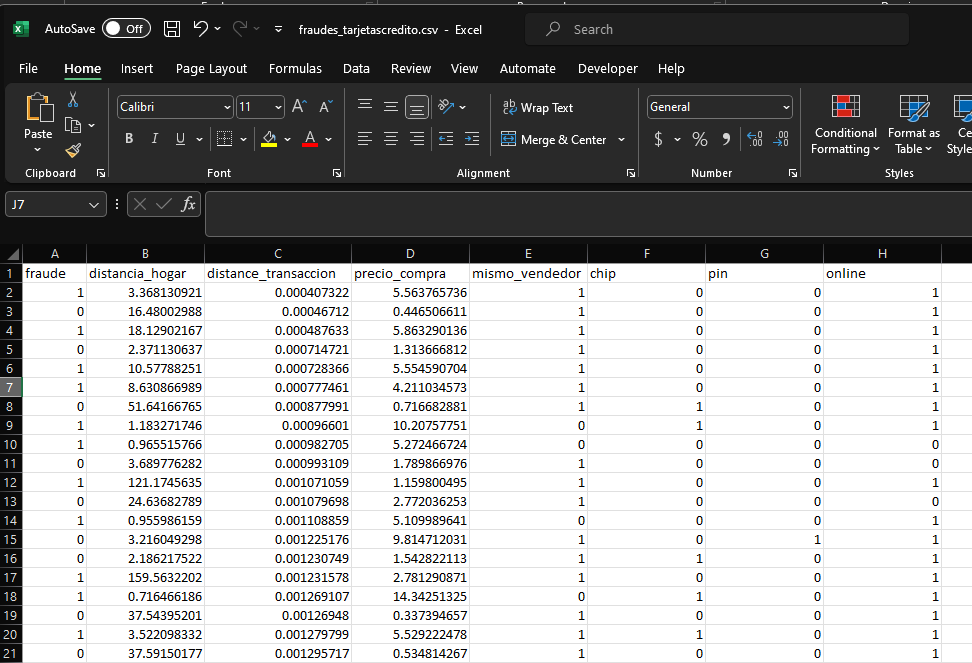 AutoSave Off fraudes_tarjetascredito.csv - Excel Search
File Home Insert Page Layout Formulas Data Review View Automate Developer Help
Paste Calibri 11 Wrap Text General Conditional Formatting Format as Table
B I U A Merge & Center $ % 9
Clipboard Font Alignment Number Styles
J7 fx
A B C D E F G H
1 fraude distancia_hogar distance_transaccion precio_compra mismo_vendedor chip pin online
2 1 3.368130921 0.000407322 5.563765736 1 0 0 1
3 0 16.48002988 0.00046712 0.446506611 1 0 0 1
4 1 18.12902167 0.000487633 5.863290136 1 0 0 1
5 0 2.371130637 0.000714721 1.313666812 1 0 0 1
6 1 10.57788251 0.000728366 5.554590704 1 0 0 1
7 1 8.630866989 0.000777461 4.211034573 1 0 0 1
8 0 51.64166765 0.000877991 0.716682881 1 1 0 1
9 1 1.183271746 0.00096601 10.20757751 0 1 0 1
10 1 0.965515766 0.000982705 5.272466724 0 0 0 0
11 0 3.689776282 0.000993109 1.789866976 1 0 0 0
12 1 121.1745635 0.001071059 1.159800495 1 0 0 1
13 0 24.63682789 0.001079698 2.772036253 1 0 0 0
14 1 0.955986159 0.001108859 5.109989641 0 0 0 1
15 0 3.216049298 0.001225176 9.814712031 1 0 1 1
16 0 2.186217522 0.001230749 1.542822113 1 1 0 1
17 1 159.5632202 0.001231578 2.781290871 1 0 0 1
18 1 0.716466186 0.001269107 14.34251325 0 1 0 1
19 0 37.54395201 0.00126948 0.337394657 1 0 0 1
20 1 3.522098332 0.001279799 5.529222478 1 1 0 1
21 0 37.59150177 0.001295717 0.534814267 1 0 0 1